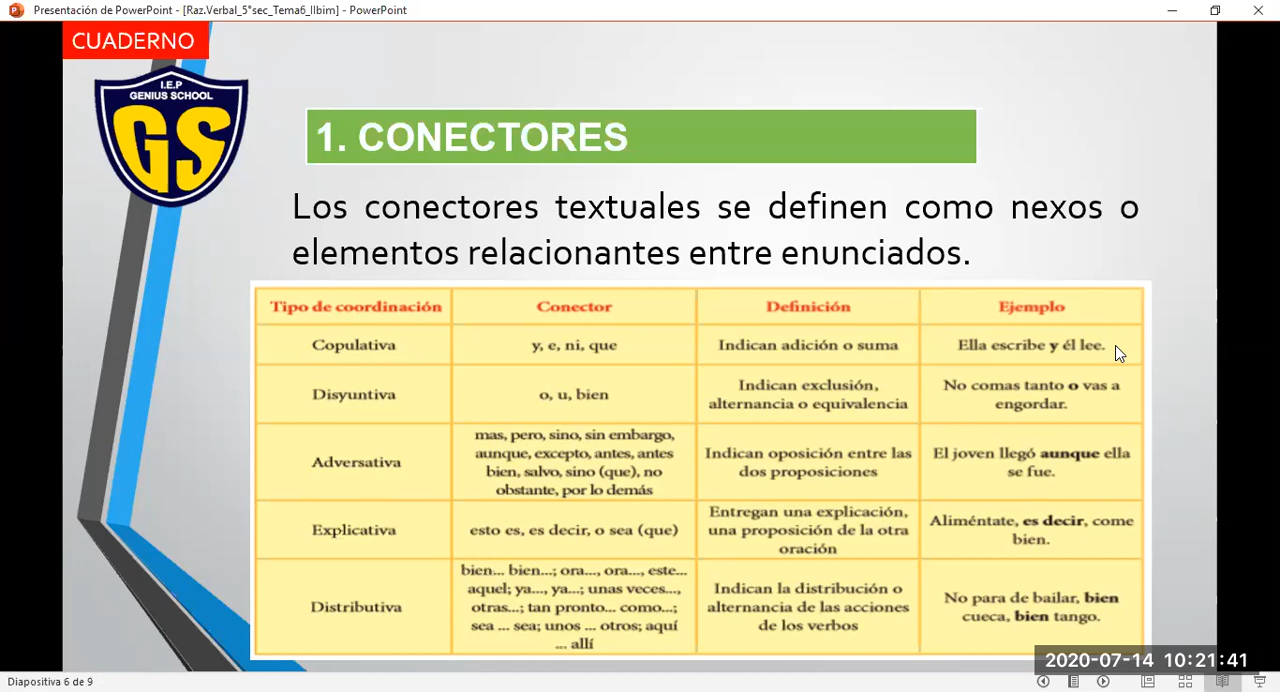 Presentación de PowerPoint - [Raz.Verbal_5°sec_Tema6_IIbim] - PowerPoint
CUADERNO
I.E.P
GENIUS SCHOOL
GS
1. CONECTORES
Los conectores textuales se definen como nexos o
elementos relacionantes entre enunciados.
Tipo de coordinación
Conector
Definición
Ejemplo
Copulativa
y, e, ni, que
Indican adición o suma
Ella escribe y él lee.
Disyuntiva
o, u, bien
Indican exclusión,
alternancia o equivalencia
No comas tanto o vas a
engordar.
Adversativa
mas, pero, sino, sin embargo,
aunque, excepto, antes, antes
bien, salvo, sino (que), no
obstante, por lo demás
Indican oposición entre las
dos proposiciones
El joven llegó aunque ella
se fue.
Explicativa
esto es, es decir, o sea (que)
Entregan una explicación,
una proposición de la otra
oración
Aliméntate, es decir, come
bien.
Distributiva
bien... bien...; ora..., ora..., este...
aquel; ya..., ya...; unas veces...,
otras...; tan pronto... como...;
sea ... sea; unos ... otros; aquí
... allí
Indican la distribución o
alternancia de las acciones
de los verbos
No para de bailar, bien
cueca, bien tango.
2020-07-14 10:21:41
Diapositiva 6 de 9